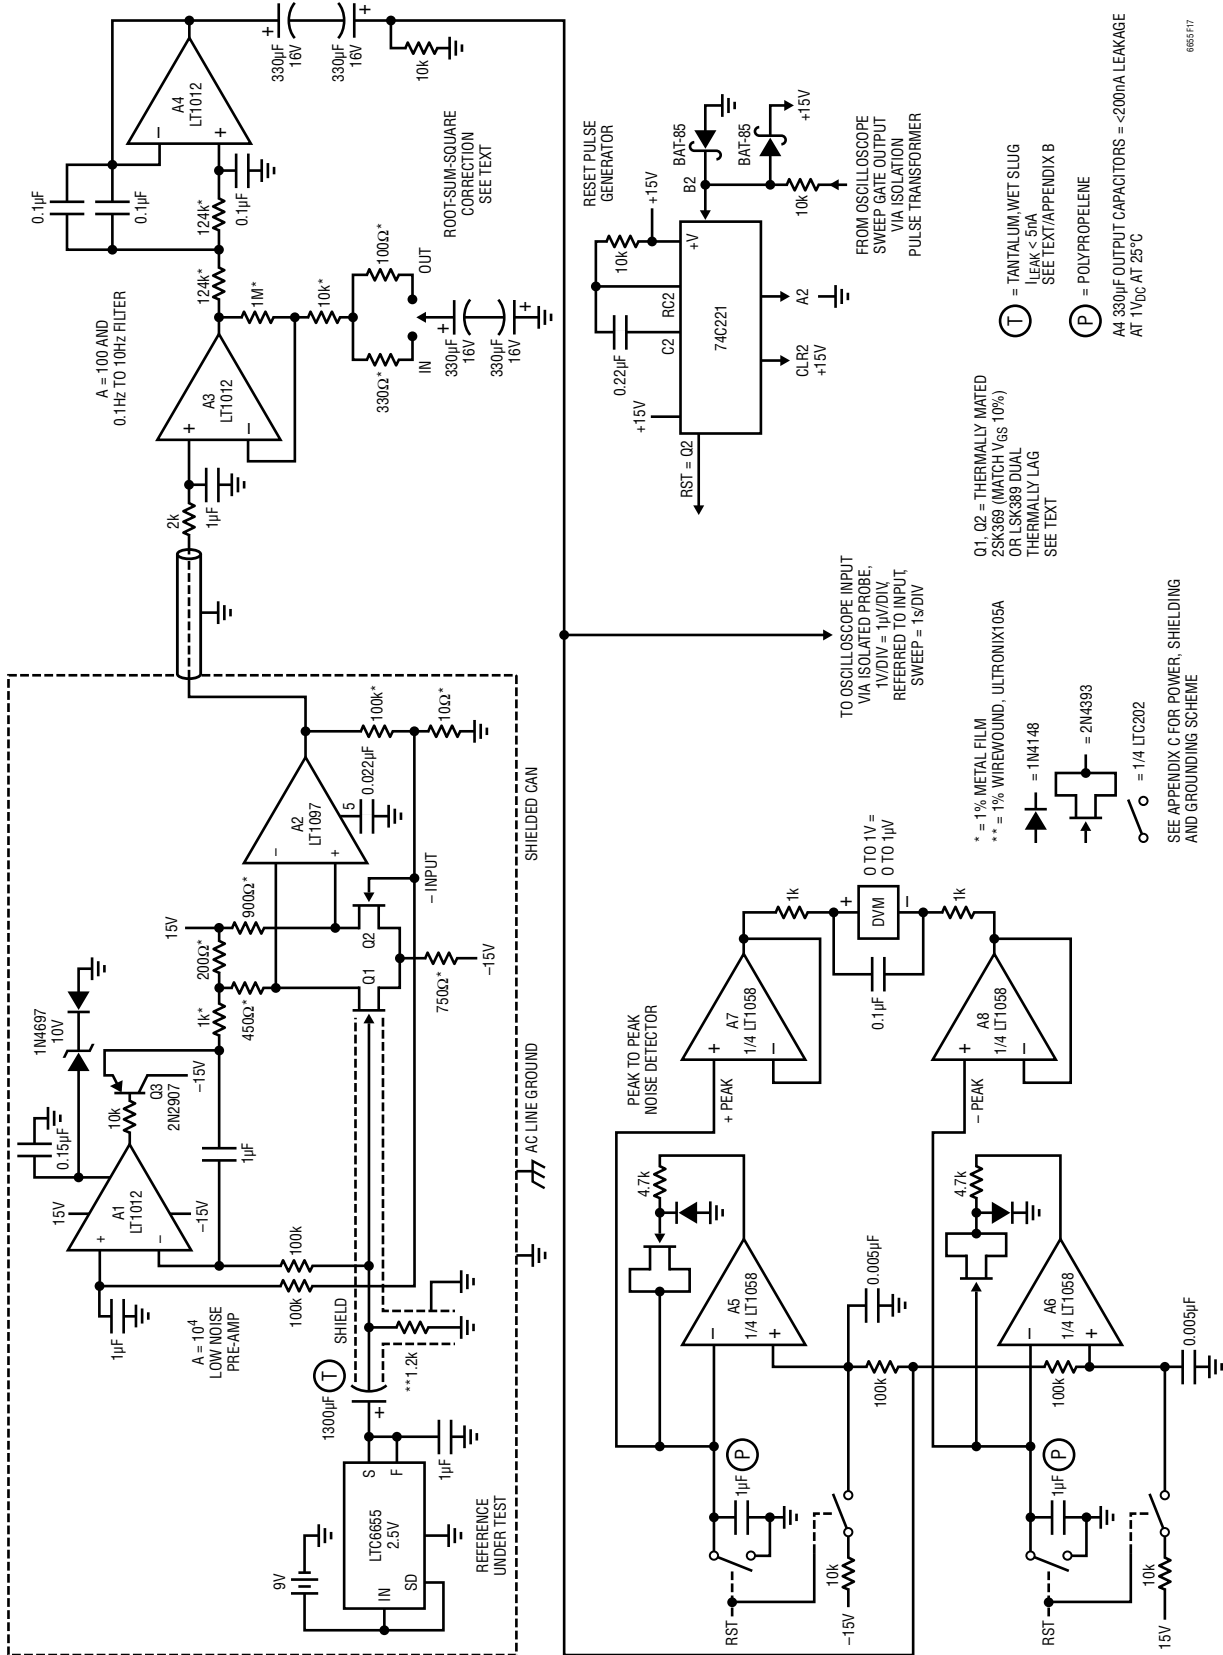 SHIELDED CAN
AC LINE GROUND
9V
LTC6655
2.5V
IN
SD
S
F
REFERENCE
UNDER TEST
1µF
1300µF
T
+
**1.2k
SHIELD
A = 10⁴
LOW NOISE
PRE-AMP
100k
100k
1µF
+
–
A1
LT1012
15V
–15V
0.15µF
1N4697
10V
10k
Q3
2N2907
–15V
1µF
1k*
200Ω*
15V
450Ω*
900Ω*
Q1
Q2
750Ω*
–15V
– INPUT
–
+
A2
LT1097
5
0.022µF
100k*
10Ω*
2k
1µF
A = 100 AND
0.1Hz TO 10Hz FILTER
+
–
A3
LT1012
1M*
10k*
330Ω*
100Ω*
IN
OUT
330µF
16V
330µF
16V
+
+
ROOT-SUM-SQUARE
CORRECTION
SEE TEXT
124k*
124k*
0.1µF
0.1µF
0.1µF
–
+
A4
LT1012
+
330µF
16V
330µF
16V
+
10k
TO OSCILLOSCOPE INPUT
VIA ISOLATED PROBE,
1V/DIV = 1µV/DIV,
REFERRED TO INPUT,
SWEEP = 1s/DIV
RESET PULSE
GENERATOR
+15V
0.22µF
10k
+15V
C2
RC2
+V
74C221
RST = Q2
CLR2
+15V
A2
B2
BAT-85
BAT-85
+15V
10k
FROM OSCILLOSCOPE
SWEEP GATE OUTPUT
VIA ISOLATION
PULSE TRANSFORMER
PEAK TO PEAK
NOISE DETECTOR
RST
1µF
P
10k
–15V
–
+
A5
1/4 LT1058
4.7k
100k
0.005µF
+ PEAK
+
–
A7
1/4 LT1058
1k
0.1µF
+
DVM
–
O TO 1V =
O TO 1µV
1k
– PEAK
+
–
A8
1/4 LT1058
RST
1µF
P
10k
15V
–
+
A6
1/4 LT1058
4.7k
100k
0.005µF
* = 1% METAL FILM
** = 1% WIREWOUND, ULTRONIX105A
= 1N4148
= 2N4393
= 1/4 LTC202
SEE APPENDIX C FOR POWER, SHIELDING
AND GROUNDING SCHEME
Q1, Q2 = THERMALLY MATED
2SK369 (MATCH VGS 10%)
OR LSK389 DUAL
THERMALLY LAG
SEE TEXT
T = TANTALUM,WET SLUG
ILEAK < 5nA
SEE TEXT/APPENDIX B
P = POLYPROPELENE
A4 330µF OUTPUT CAPACITORS = <200nA LEAKAGE
AT 1VDC AT 25°C
6655 F17